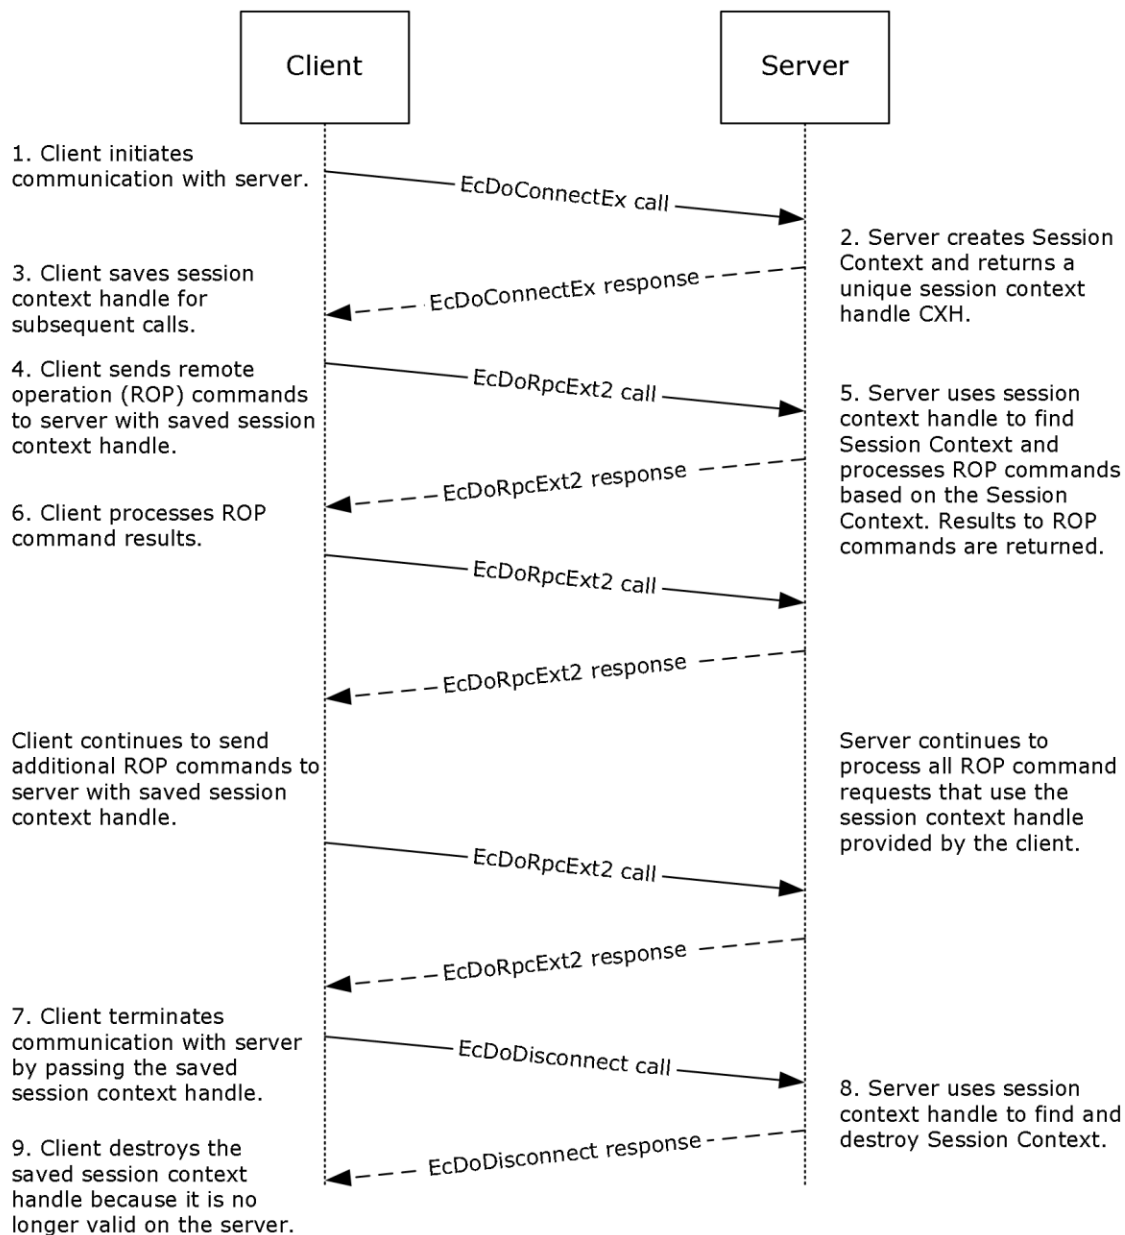 Client
Server
1. Client initiates
communication with server.
EcDoConnectEx call
2. Server creates Session
Context and returns a
unique session context
handle CXH.
EcDoConnectEx response
3. Client saves session
context handle for
subsequent calls.
4. Client sends remote
operation (ROP) commands
to server with saved session
context handle.
EcDoRpcExt2 call
5. Server uses session
context handle to find
Session Context and
processes ROP commands
based on the Session
Context. Results to ROP
commands are returned.
EcDoRpcExt2 response
6. Client processes ROP
command results.
EcDoRpcExt2 call
EcDoRpcExt2 response
Client continues to send
additional ROP commands to
server with saved session
context handle.
Server continues to
process all ROP command
requests that use the
session context handle
provided by the client.
EcDoRpcExt2 call
EcDoRpcExt2 response
7. Client terminates
communication with server
by passing the saved
session context handle.
EcDoDisconnect call
8. Server uses session
context handle to find and
destroy Session Context.
EcDoDisconnect response
9. Client destroys the
saved session context
handle because it is no
longer valid on the server.